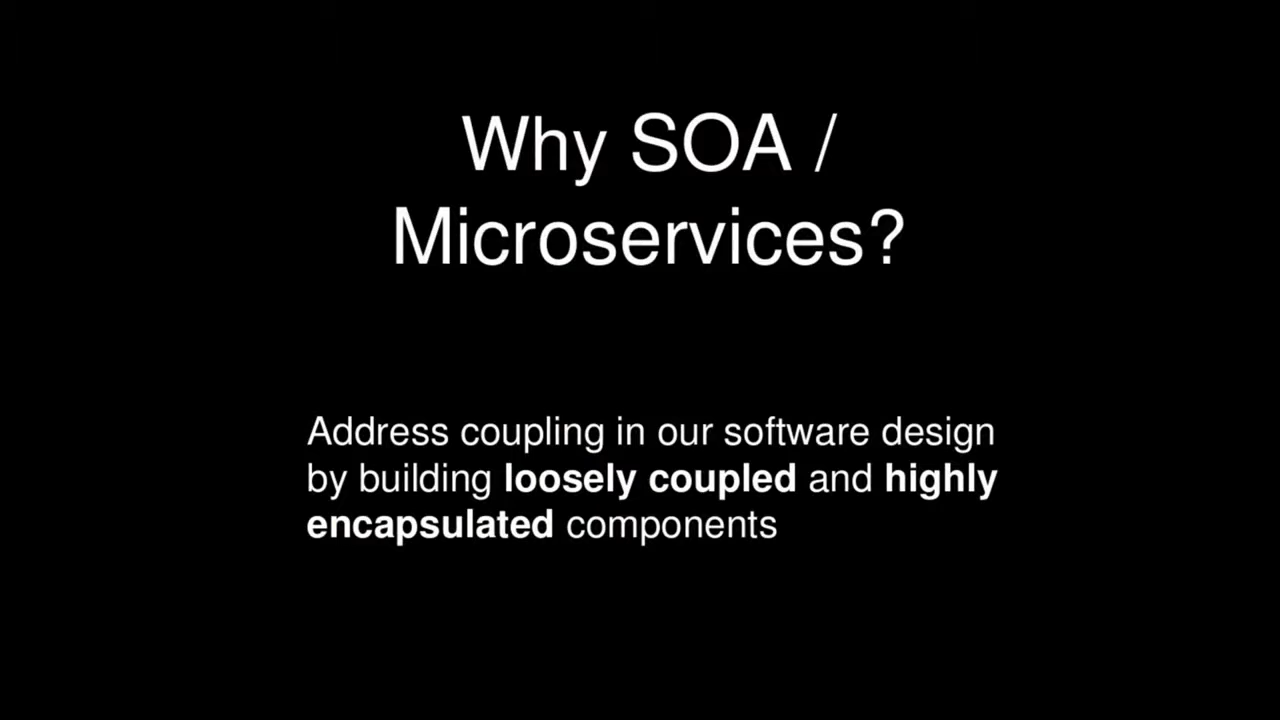 Why SOA /
Microservices?
Address coupling in our software design
by building loosely coupled and highly
encapsulated components